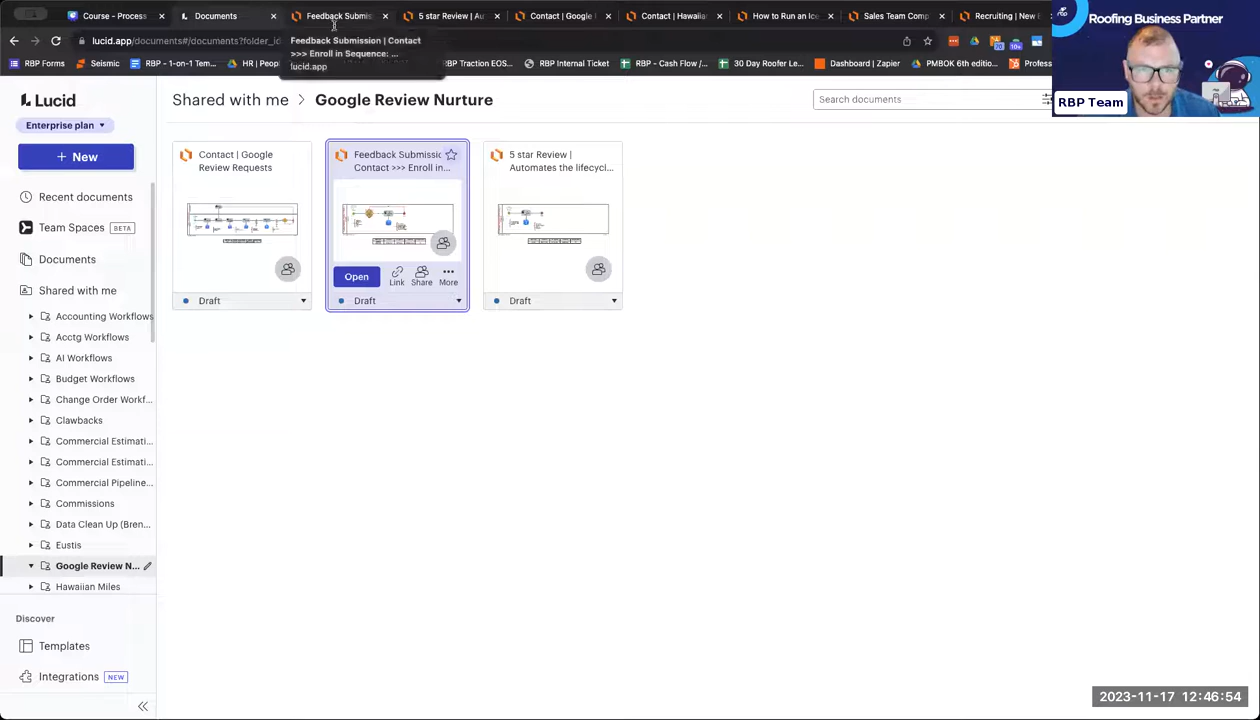 Course - Process
Documents
Feedback Submis
5 star Review | Au
Contact | Google
Contact | Hawaiia
How to Run an Ice
Sales Team Comp
Recruiting | New
Roofing Business Partner
lucid.app/documents#/documents?folder_id
Feedback Submission | Contact
>>> Enroll in Sequence: ...
lucid.app
RBP Forms
Seismic
RBP - 1-on-1 Tem...
HR | People
RBP Traction EOS...
RBP Internal Ticket
RBP - Cash Flow /...
30 Day Roofer Le...
Dashboard | Zapier
PMBOK 6th editio...
Profess
RBP Team
Lucid
Enterprise plan
+ New
Recent documents
Team Spaces BETA
Documents
Shared with me
Accounting Workflows
Acctg Workflows
AI Workflows
Budget Workflows
Change Order Workf...
Clawbacks
Commercial Estimati...
Commercial Estimati...
Commercial Pipeline...
Commissions
Data Clean Up (Bren...
Eustis
Google Review N...
Hawaiian Miles
Discover
Templates
Integrations NEW
Shared with me > Google Review Nurture
Search documents
Contact | Google
Review Requests
Draft
Feedback Submissio
Contact >>> Enroll in...
Open
Link
Share
More
Draft
5 star Review |
Automates the lifecycl...
Draft
2023-11-17 12:46:54